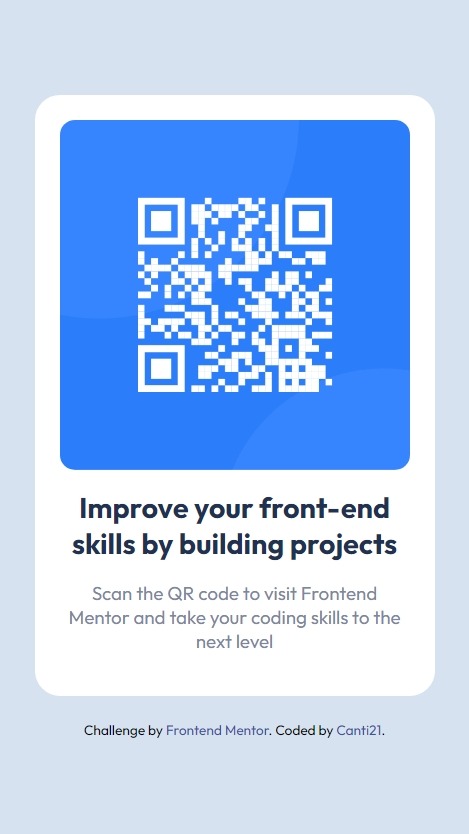 Improve your front-end
skills by building projects
Scan the QR code to visit Frontend
Mentor and take your coding skills to the
next level
Challenge by Frontend Mentor. Coded by Canti21.